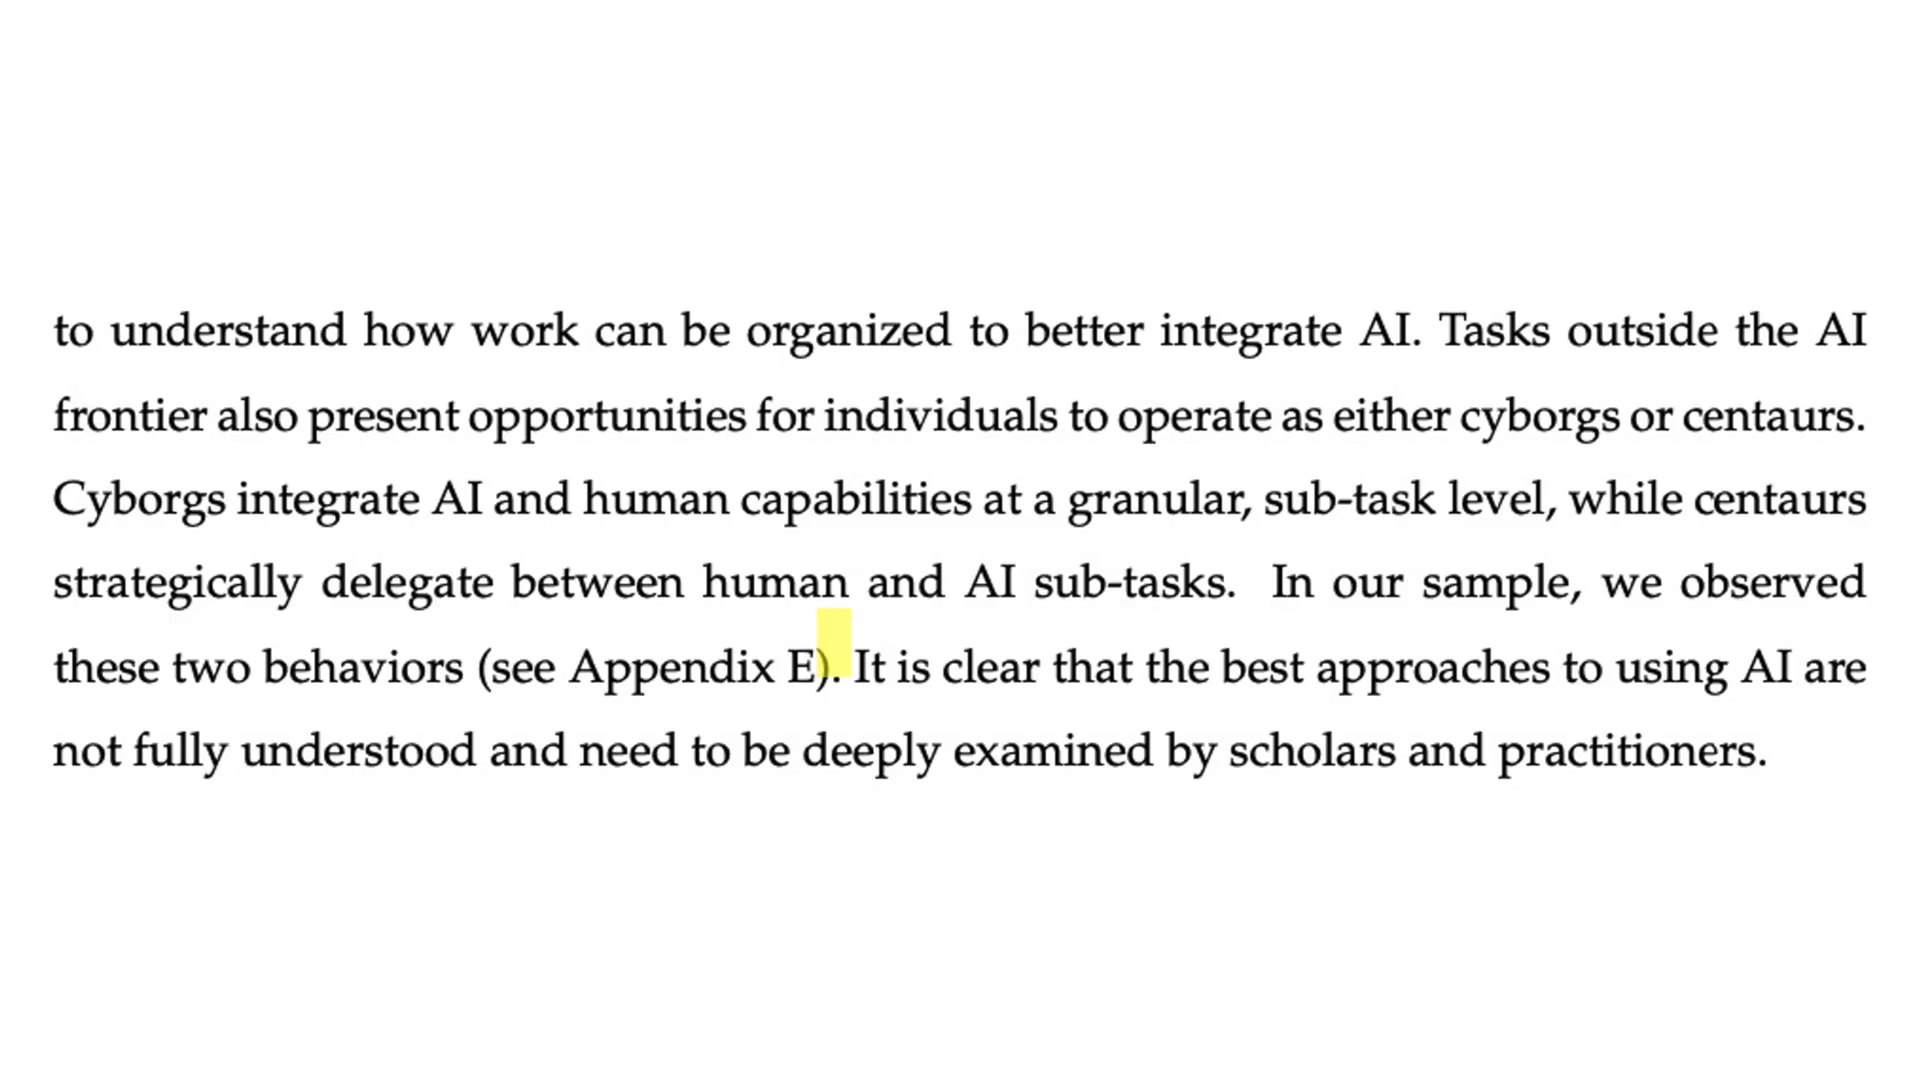 to understand how work can be organized to better integrate AI. Tasks outside the AI
frontier also present opportunities for individuals to operate as either cyborgs or centaurs.
Cyborgs integrate AI and human capabilities at a granular, sub-task level, while centaurs
strategically delegate between human and AI sub-tasks. In our sample, we observed
these two behaviors (see Appendix E). It is clear that the best approaches to using AI are
not fully understood and need to be deeply examined by scholars and practitioners.